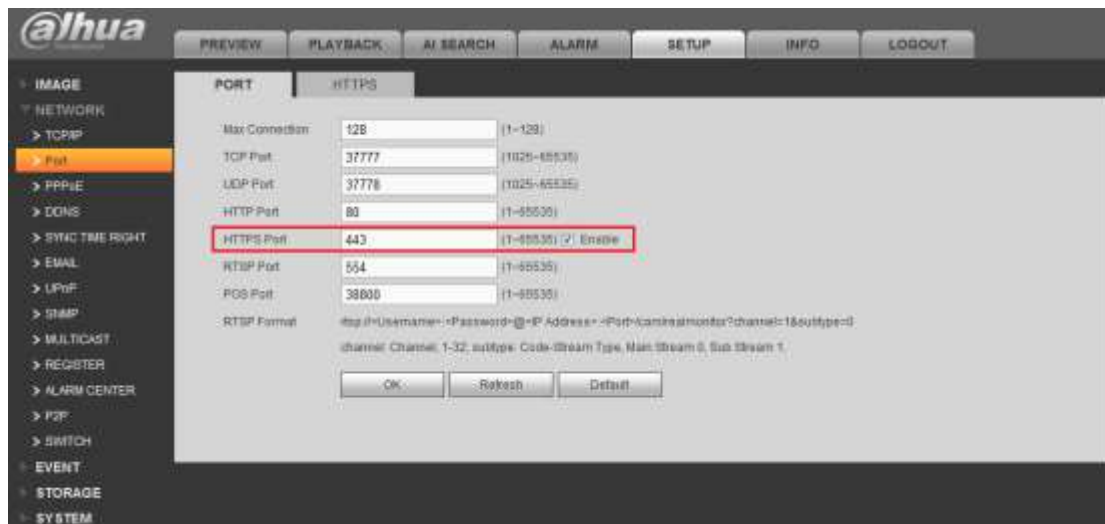 alhua
PREVIEW PLAYBACK AI SEARCH ALARM SETUP INFO LOGOUT
IMAGE
NETWORK
> TCP/IP
> Port
> PPPoE
> DDNS
> SYNC TIME RIGHT
> EMAIL
> UPnP
> SNMP
> MULTICAST
> REGISTER
> ALARM CENTER
> P2P
> SWITCH
EVENT
STORAGE
SYSTEM
PORT HTTPS
Max Connection 128 (1~128)
TCP Port 37777 (1025~65535)
UDP Port 37778 (1025~65535)
HTTP Port 80 (1~65535)
HTTPS Port 443 (1~65535) Enable
RTSP Port 554 (1~65535)
POS Port 38800 (1~65535)
RTSP Format rtsp://<Username>:<Password>@<IP Address>:<Port>/cam/realmonitor?channel=1&subtype=0
channel: Channel, 1-32; subtype: Code-Stream Type, Main Stream 0, Sub Stream 1.
OK Refresh Default